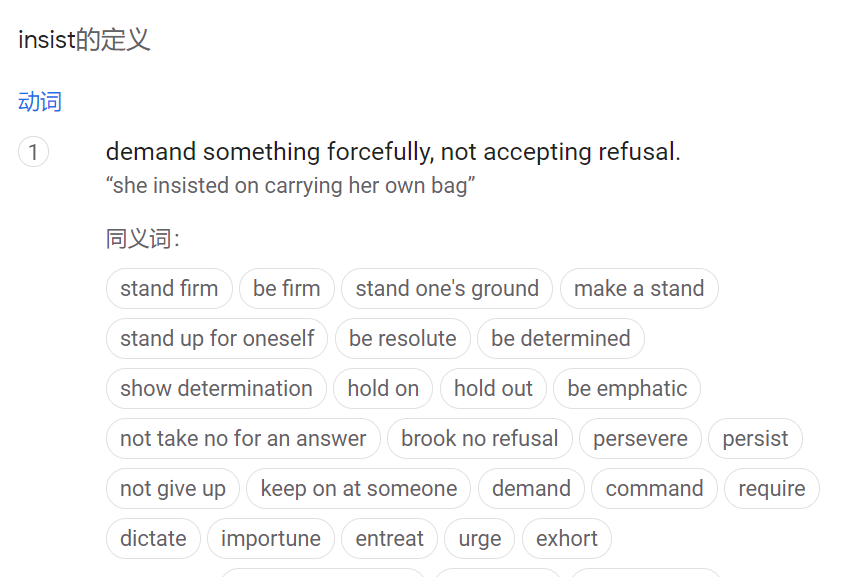 insist的定义
动词
1 demand something forcefully, not accepting refusal.
“she insisted on carrying her own bag”
同义词：
stand firm be firm stand one's ground make a stand
stand up for oneself be resolute be determined
show determination hold on hold out be emphatic
not take no for an answer brook no refusal persevere persist
not give up keep on at someone demand command require
dictate importune entreat urge exhort